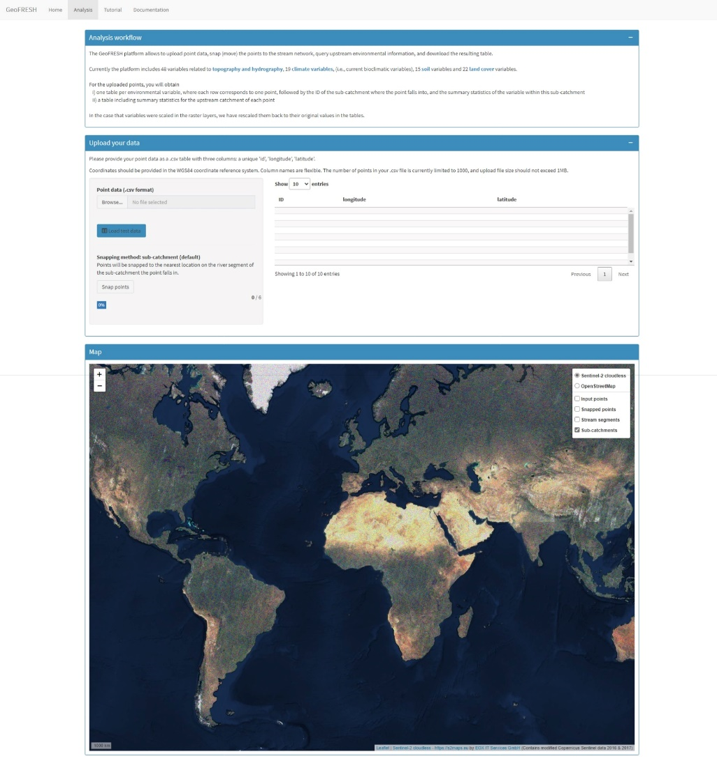 GeoFRESH Home Analysis Tutorial Documentation
Analysis workflow
The GeoFRESH platform allows to upload point data, snap (move) the points to the stream network, query upstream environmental information, and download the resulting table.
Currently the platform includes 48 variables related to topography and hydrography, 19 climate variables, (i.e., current bioclimatic variables), 15 soil variables and 22 land cover variables.
For the uploaded points, you will obtain
i) one table per environmental variable, where each row corresponds to one point, followed by the ID of the sub-catchment where the point falls into, and the summary statistics of the variable within this sub-catchment
ii) a table including summary statistics for the upstream catchment of each point
In the case that variables were scaled in the raster layers, we have rescaled them back to their original values in the tables.
Upload your data
Please provide your point data as a .csv table with three columns: a unique 'id', 'longitude', 'latitude'.
Coordinates should be provided in the WGS84 coordinate reference system. Column names are flexible. The number of points in your .csv file is currently limited to 1000, and upload file size should not exceed 1MB.
Point data (.csv format)
Browse... No file selected
Load test data
Snapping method: sub-catchment (default)
Points will be snapped to the nearest location on the river segment of
the sub-catchment the point falls in.
Snap points
0%
Show 10 entries
ID longitude latitude
Showing 1 to 10 of 10 entries
Previous 1 Next
Map
+
−
Sentinel-2 cloudless
OpenStreetMap
Input points
Snapped points
Stream segments
Sub-catchments
Leaflet | Sentinel-2 cloudless - https://s2maps.eu by EOX IT Services GmbH (Contains modified Copernicus Sentinel data